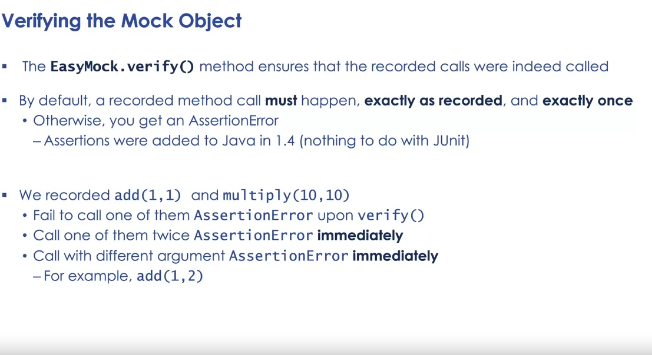 Verifying the Mock Object
▪ The EasyMock.verify() method ensures that the recorded calls were indeed called
▪ By default, a recorded method call must happen, exactly as recorded, and exactly once
• Otherwise, you get an AssertionError
– Assertions were added to Java in 1.4 (nothing to do with JUnit)
▪ We recorded add(1,1) and multiply(10,10)
• Fail to call one of them AssertionError upon verify()
• Call one of them twice AssertionError immediately
• Call with different argument AssertionError immediately
– For example, add(1,2)